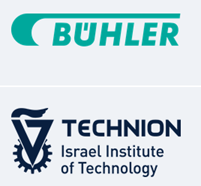 BÜHLER
TECHNION
Israel Institute
of Technology